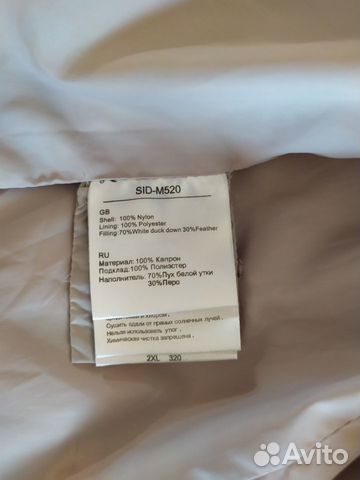 SID-M520
GB
Shell: 100% Nylon
Lining: 100% Polyester
Filling:70%White duck down 30%Feather
RU
Материал: 100% Капрон
Подклад: 100% Полиэстер
Наполнитель: 70%Пух белой утки
30%Перо
Сушить вдали от прямых солнечных лучей.
Нельзя использовать утюг .
Химическая чистка запрещена.
2XL 320
Avito